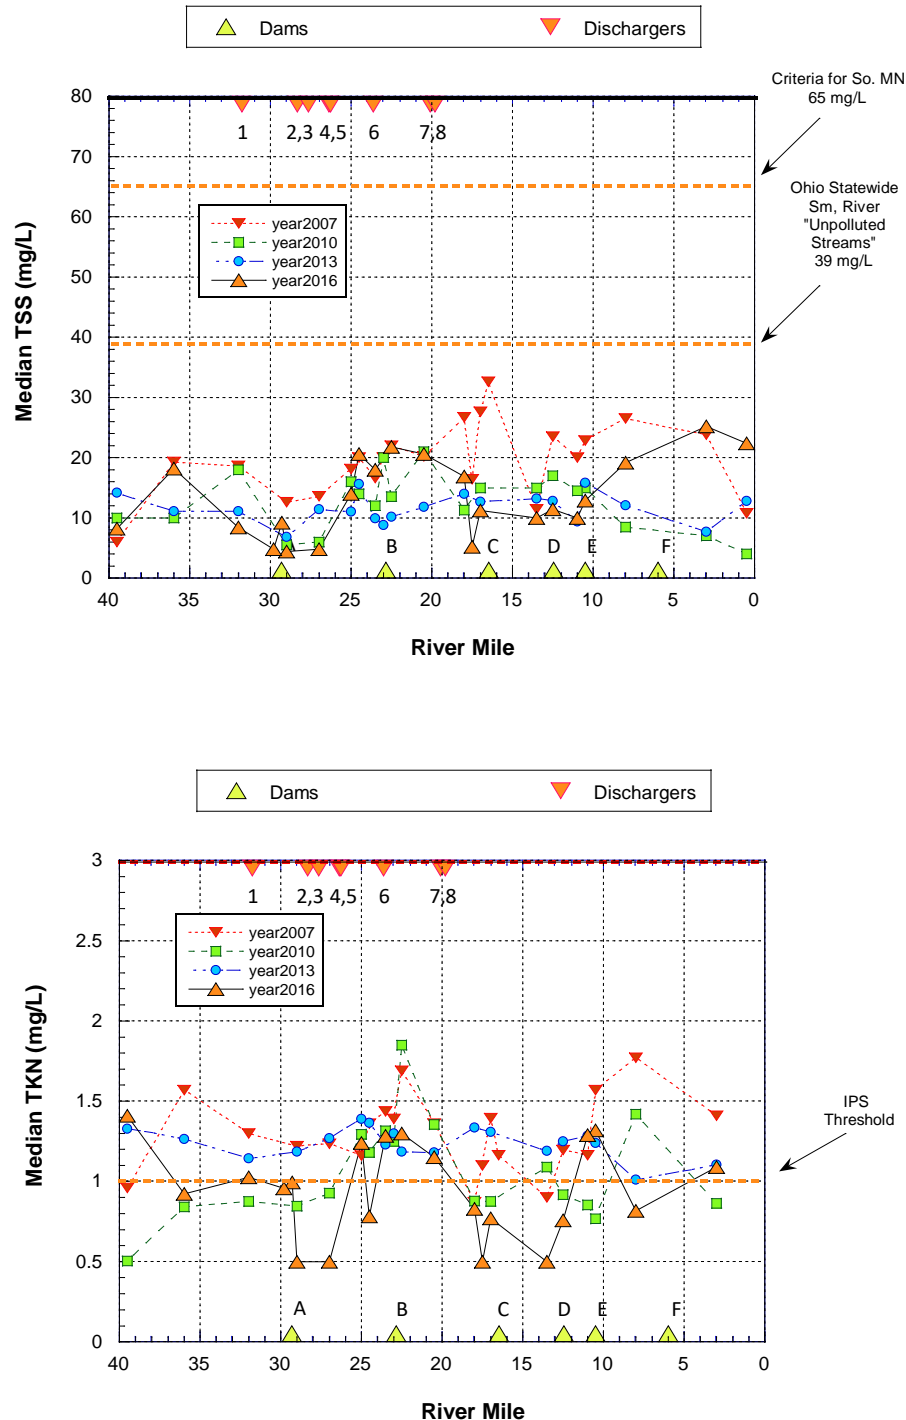 Dams Dischargers
Criteria for So. MN
65 mg/L
80
1 2,3 4,5 6 7,8
70
Ohio Statewide
Sm, River
"Unpolluted
Streams"
39 mg/L
60
year2007
year2010
year2013
year2016
50
40
30
20
10
0
Median TSS (mg/L)
B C D E F
40 35 30 25 20 15 10 5 0
River Mile
Dams Dischargers
3
1 2,3 4,5 6 7,8
2.5
year2007
year2010
year2013
year2016
2
1.5
IPS
Threshold
1
0.5
0
Median TKN (mg/L)
A B C D E F
40 35 30 25 20 15 10 5 0
River Mile